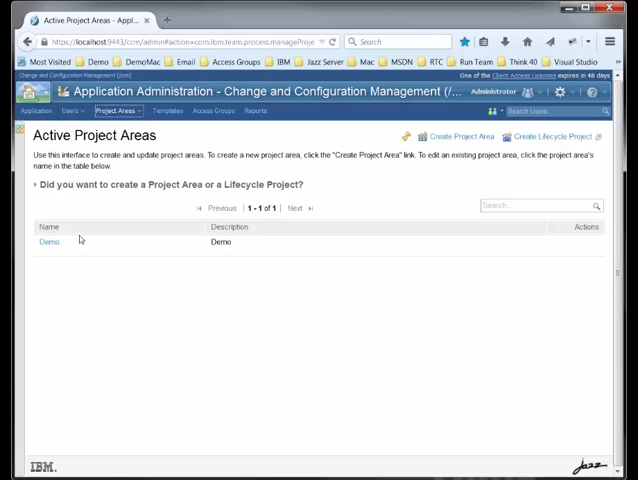 Active Project Areas - Appl...
https://localhost:9443/ccm/admin#action=com.ibm.team.process.manageProje
Search
Most Visited Demo DemoMac Email Access Groups IBM Jazz Server Mac MSDN RTC Run Team Think 40 Visual Studio
Change and Configuration Management (/ccm) One of the Client Access Licenses expires in 48 days
Application Administration - Change and Configuration Management (/... Administrator
Application Users Project Areas Templates Access Groups Reports Search Users
Active Project Areas
Create Project Area Create Lifecycle Project
Use this interface to create and update project areas. To create a new project area, click the "Create Project Area" link. To edit an existing project area, click the project area's
name in the table below.
Did you want to create a Project Area or a Lifecycle Project?
Previous 1 - 1 of 1 Next Search...
Name Description Actions
Demo Demo
IBM. Jazz